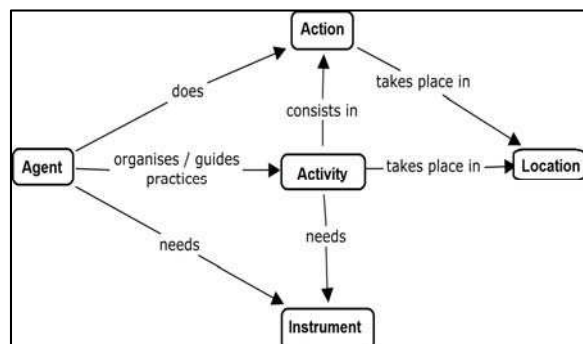 Action
does
takes place in
consists in
Agent
organises / guides
practices
Activity
takes place in
Location
needs
needs
Instrument